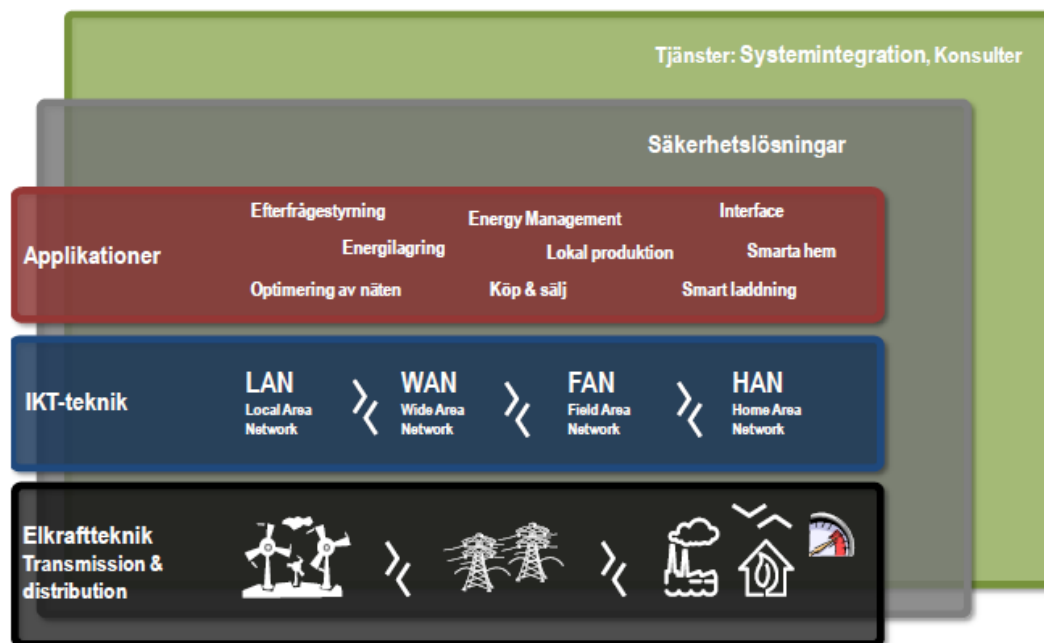 Tjänster: Systemintegration, Konsulter
Säkerhetslösningar
Applikationer
Efterfrågestyrning
Energy Management
Interface
Energilagring
Lokal produktion
Smarta hem
Optimering av näten
Köp & sälj
Smart laddning
IKT-teknik
LAN
Local Area
Network
WAN
Wide Area
Network
FAN
Field Area
Network
HAN
Home Area
Network
Elkraftteknik
Transmission &
distribution